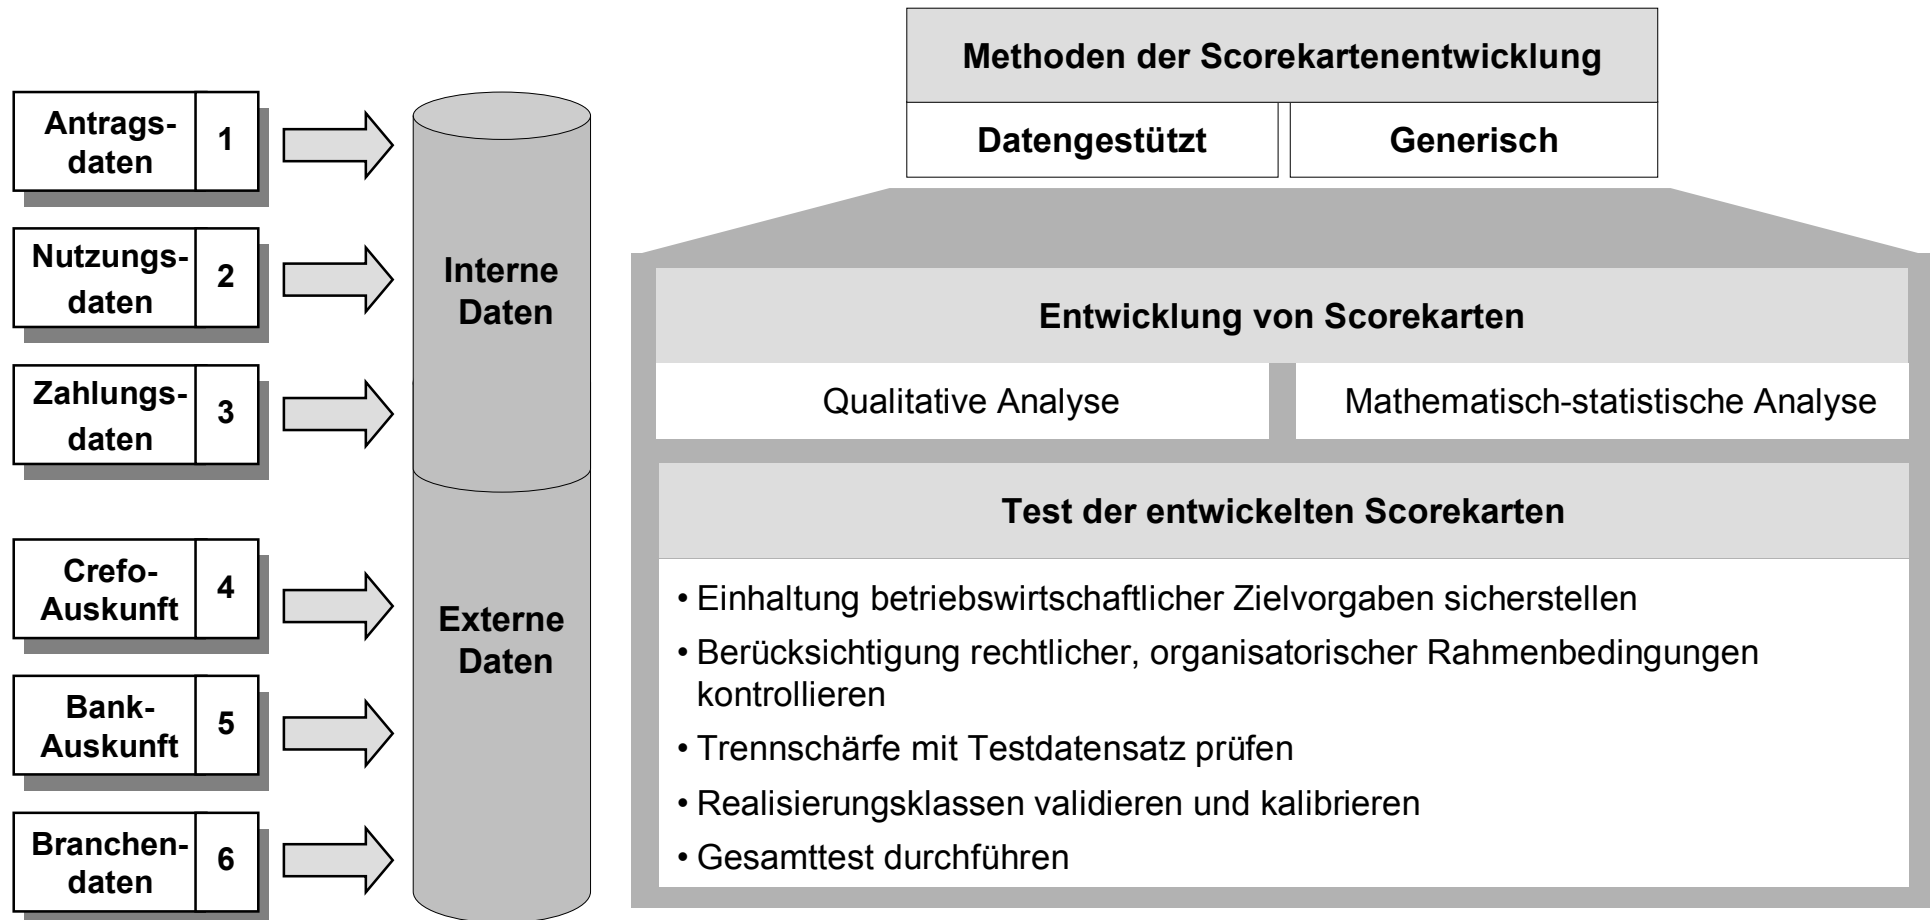 Antrags-
daten
1
Nutzungs-
daten
2
Zahlungs-
daten
3
Crefo-
Auskunft
4
Bank-
Auskunft
5
Branchen-
daten
6
Interne
Daten
Externe
Daten
Methoden der Scorekartenentwicklung
Datengestützt
Generisch
Entwicklung von Scorekarten
Qualitative Analyse
Mathematisch-statistische Analyse
Test der entwickelten Scorekarten
• Einhaltung betriebswirtschaftlicher Zielvorgaben sicherstellen
• Berücksichtigung rechtlicher, organisatorischer Rahmenbedingungen
kontrollieren
• Trennschärfe mit Testdatensatz prüfen
• Realisierungsklassen validieren und kalibrieren
• Gesamttest durchführen